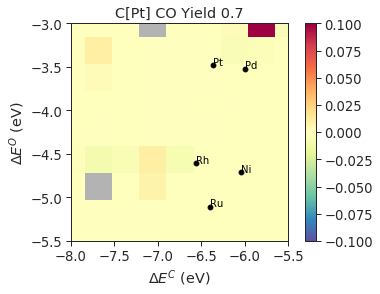 C[Pt] CO Yield 0.7
−3.0
−3.5
−4.0
−4.5
−5.0
−5.5
ΔE^O (eV)
Pt
Pd
Rh
Ni
Ru
−8.0 −7.5 −7.0 −6.5 −6.0 −5.5
ΔE^C (eV)
0.100
0.075
0.050
0.025
0.000
−0.025
−0.050
−0.075
−0.100